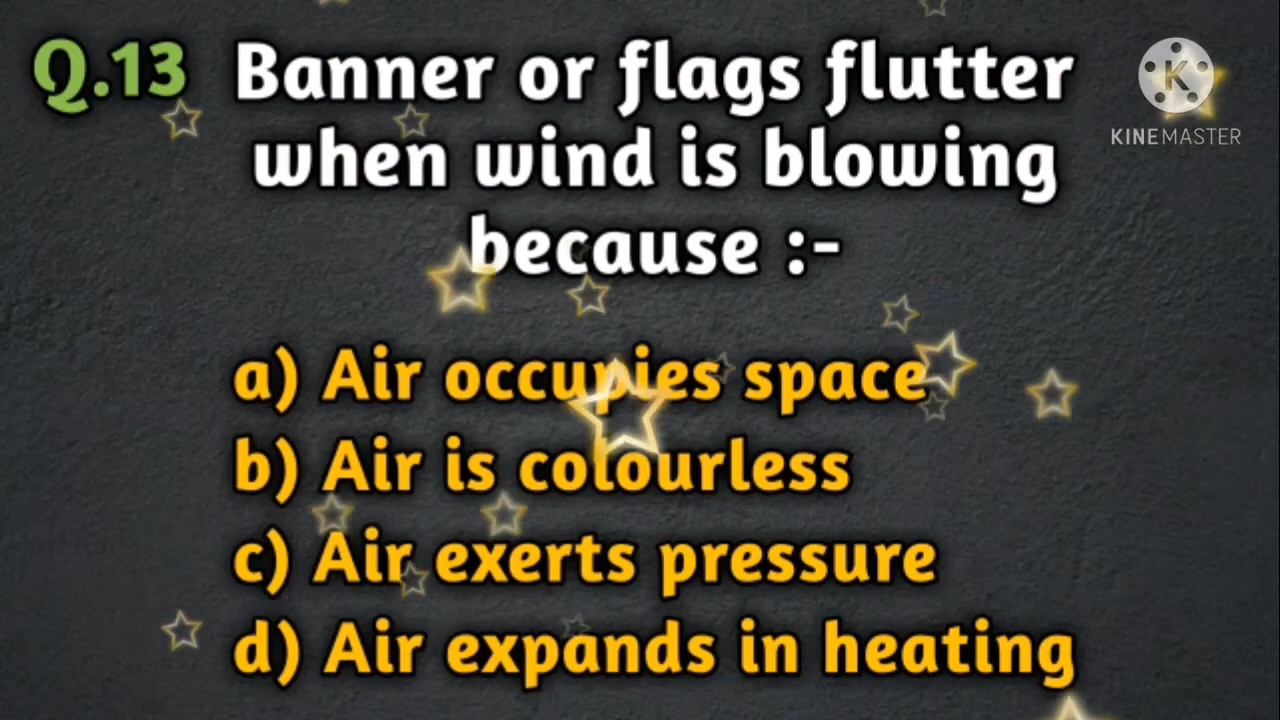 Q.13 Banner or flags flutter
when wind is blowing
because :-
KINEMASTER
a) Air occupies space
b) Air is colourless
c) Air exerts pressure
d) Air expands in heating